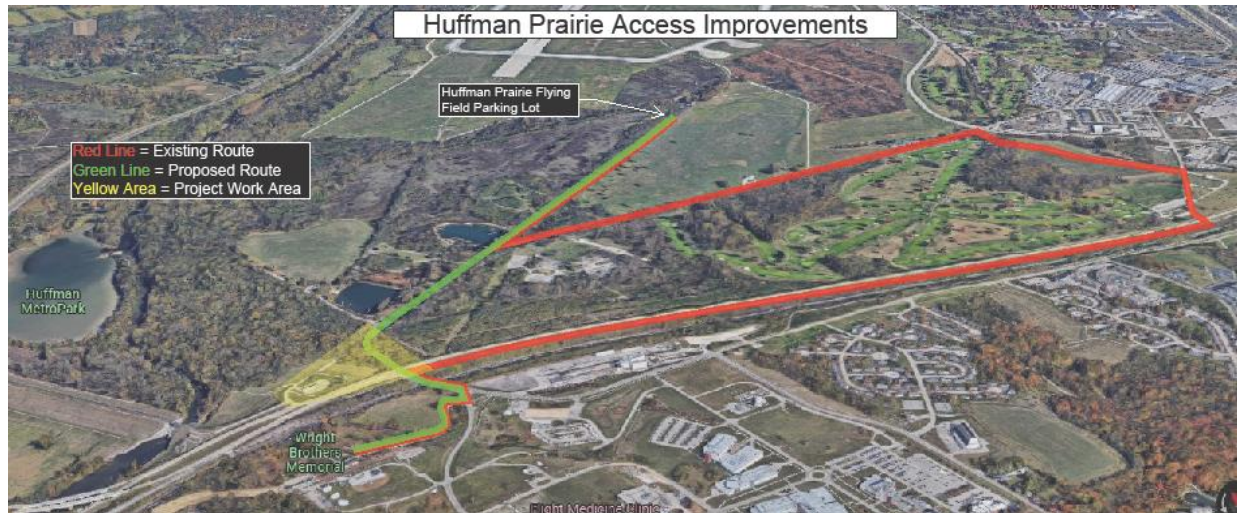 Huffman Prairie Access Improvements
Huffman Prairie Flying
Field Parking Lot
Red Line = Existing Route
Green Line = Proposed Route
Yellow Area = Project Work Area
Huffman
MetroPark
Wright
Brothers
Memorial
Flight Medicine Clinic